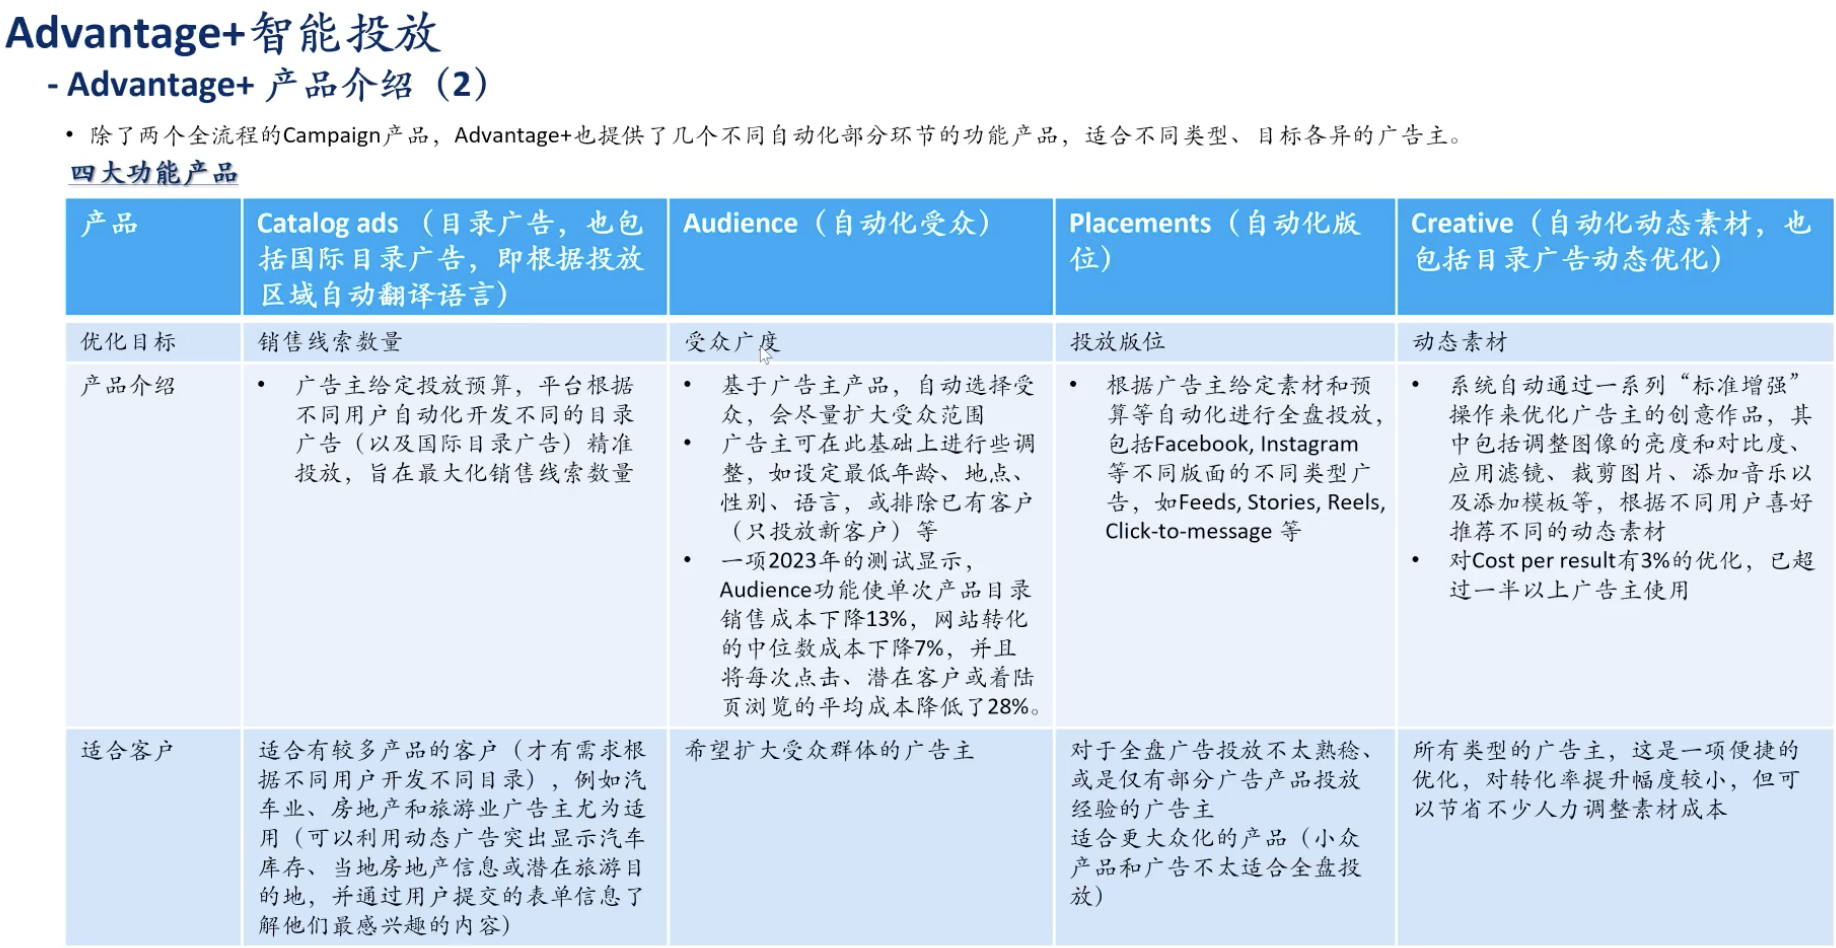 Advantage+智能投放
- Advantage+ 产品介绍（2）
• 除了两个全流程的Campaign产品，Advantage+也提供了几个不同自动化部分环节的功能产品，适合不同类型、目标各异的广告主。
四大功能产品
产品
Catalog ads （目录广告，也包
括国际目录广告，即根据投放
区域自动翻译语言）
Audience（自动化受众）
Placements（自动化版
位）
Creative（自动化动态素材，也
包括目录广告动态优化）
优化目标
销售线索数量
受众广度
投放版位
动态素材
产品介绍
• 广告主给定投放预算，平台根据
不同用户自动化开发不同的目录
广告（以及国际目录广告）精准
投放，旨在最大化销售线索数量
• 基于广告主产品，自动选择受
众，会尽量扩大受众范围
• 广告主可在此基础上进行些调
整，如设定最低年龄、地点、
性别、语言，或排除已有客户
（只投放新客户）等
• 一项2023年的测试显示，
Audience功能使单次产品目录
销售成本下降13%，网站转化
的中位数成本下降7%，并且
将每次点击、潜在客户或着陆
页浏览的平均成本降低了28%。
• 根据广告主给定素材和预
算等自动化进行全盘投放，
包括Facebook, Instagram
等不同版面的不同类型广
告，如Feeds, Stories, Reels,
Click-to-message 等
• 系统自动通过一系列“标准增强”
操作来优化广告主的创意作品，其
中包括调整图像的亮度和对比度、
应用滤镜、裁剪图片、添加音乐以
及添加模板等，根据不同用户喜好
推荐不同的动态素材
• 对Cost per result有3%的优化，已超
过一半以上广告主使用
适合客户
适合有较多产品的客户（才有需求根
据不同用户开发不同目录），例如汽
车业、房地产和旅游业广告主尤为适
用（可以利用动态广告突出显示汽车
库存、当地房地产信息或潜在旅游目
的地，并通过用户提交的表单信息了
解他们最感兴趣的内容）
希望扩大受众群体的广告主
对于全盘广告投放不太熟稔、
或是仅有部分广告产品投放
经验的广告主
适合更大众化的产品（小众
产品和广告不太适合全盘投
放）
所有类型的广告主，这是一项便捷的
优化，对转化率提升幅度较小，但可
以节省不少人力调整素材成本